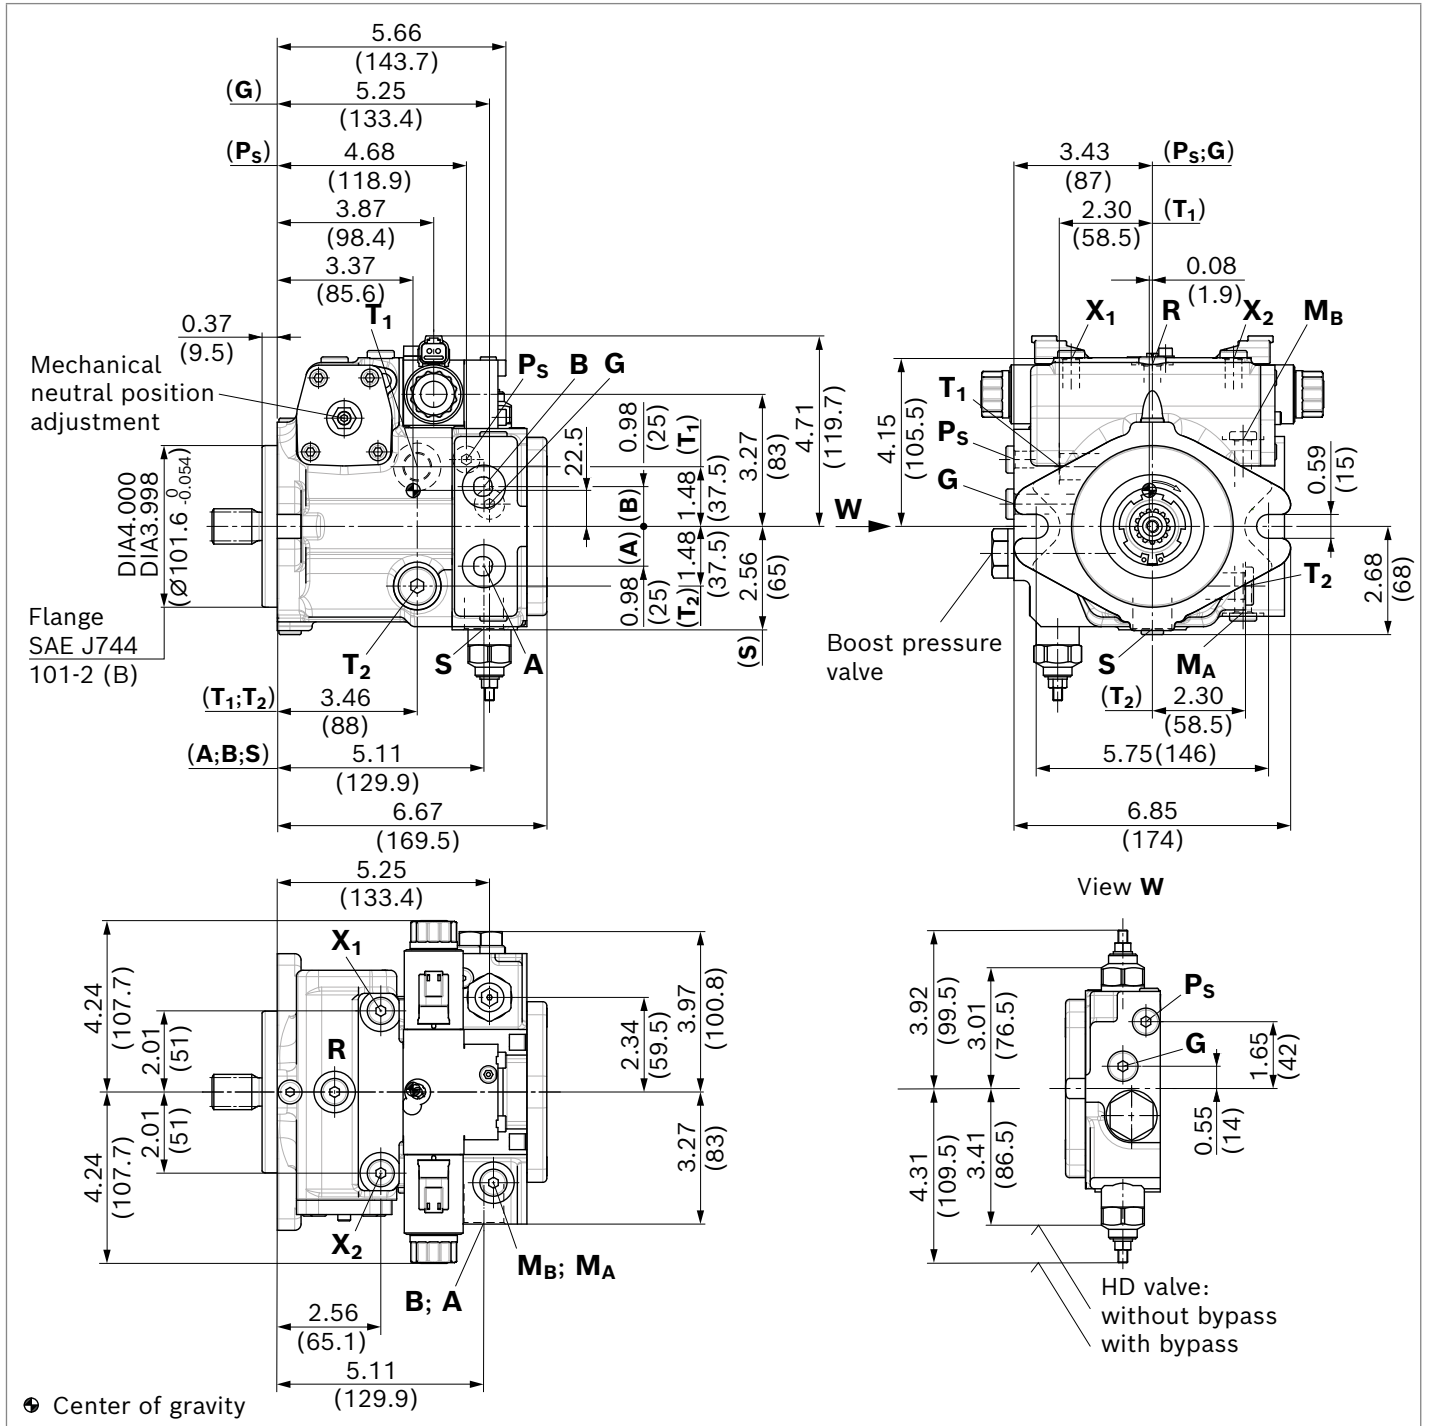 5.66
(143.7)
(G)
5.25
(133.4)
(PS)
4.68
(118.9)
3.87
(98.4)
3.37
(85.6)
T1
0.37
(9.5)
Mechanical
neutral position
adjustment
PS
B
G
22.5
0.98
(25)
(B)
(T1)
1.48
(37.5)
3.27
(83)
4.71
(119.7)
(A)
0.98
(25)
(T2)
1.48
(37.5)
2.56
(65)
(S)
W
DIA4.000
DIA3.998
(Ø101.6 0 -0.054)
Flange
SAE J744
101-2 (B)
T2
S
A
(T1;T2)
3.46
(88)
(A;B;S)
5.11
(129.9)
6.67
(169.5)
3.43
(87)
(PS;G)
2.30
(58.5)
(T1)
0.08
(1.9)
X1
R
X2
MB
4.15
(105.5)
T1
PS
G
0.59
(15)
T2
2.68
(68)
Boost pressure
valve
S
MA
(T2)
2.30
(58.5)
5.75(146)
6.85
(174)
5.25
(133.4)
X1
4.24
(107.7)
2.01
(51)
R
2.34
(59.5)
3.97
(100.8)
2.01
(51)
4.24
(107.7)
3.27
(83)
X2
MB; MA
B; A
2.56
(65.1)
5.11
(129.9)
View W
3.92
(99.5)
3.01
(76.5)
PS
G
1.65
(42)
0.55
(14)
4.31
(109.5)
3.41
(86.5)
HD valve:
without bypass
with bypass
Center of gravity